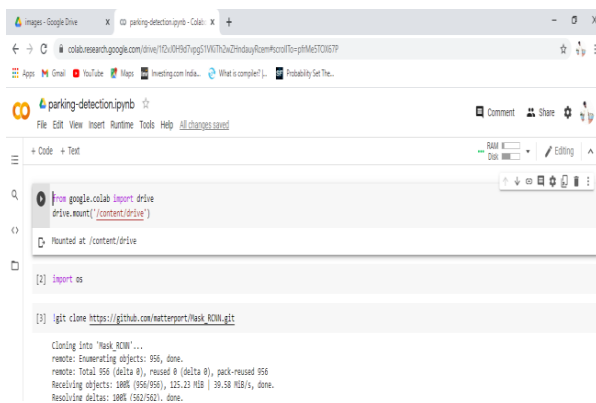 images - Google Drive
parking-detection.ipynb - Colab
colab.research.google.com/drive/
Apps Gmail YouTube Maps Investing.com India... What is compiler? |... Probability Set The...
parking-detection.ipynb
Comment Share
File Edit View Insert Runtime Tools Help All changes saved
+ Code + Text
RAM
Disk
Editing
from google.colab import drive
drive.mount('/content/drive')
Mounted at /content/drive
[2] import os
[3] !git clone https://github.com/matterport/Mask_RCNN.git
Cloning into 'Mask_RCNN'...
remote: Enumerating objects: 956, done.
remote: Total 956 (delta 0), reused 0 (delta 0), pack-reused 956
Receiving objects: 100% (956/956), 125.23 MiB | 39.58 MiB/s, done.
Resolving deltas: 100% (562/562), done.